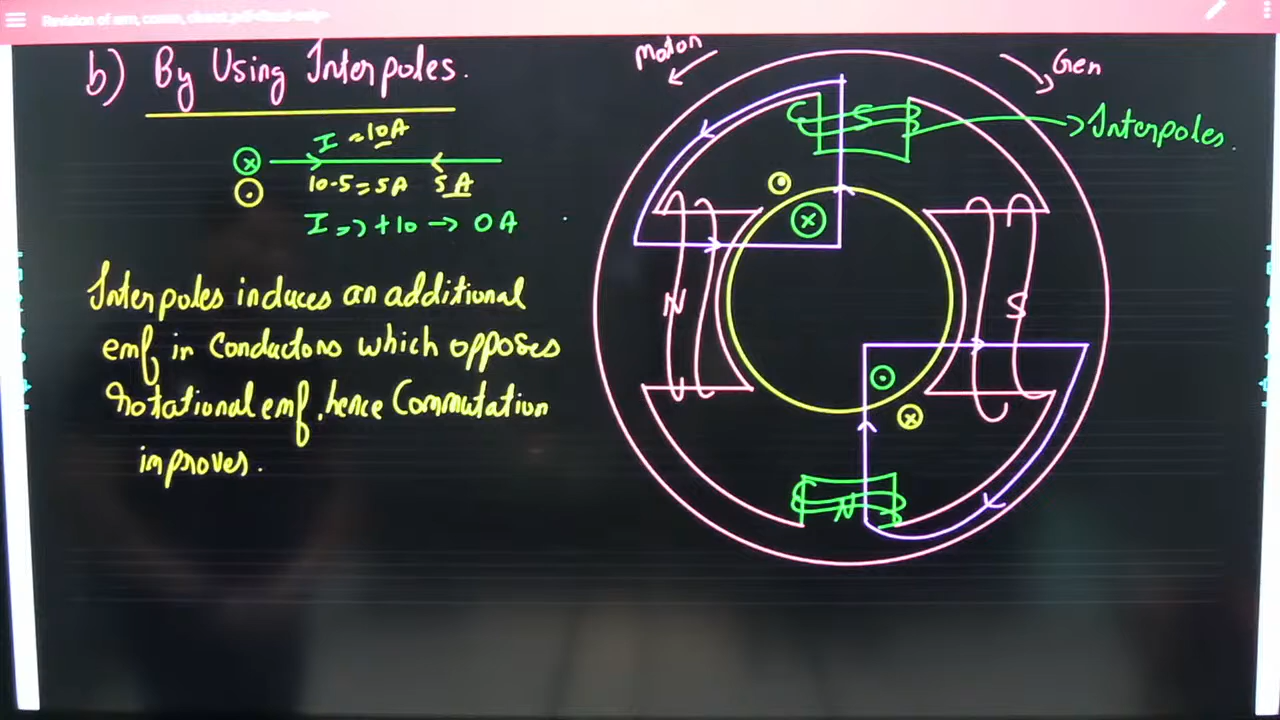 b) By Using Interpoles.
I = 10A
10-5=5A 5A
I => +10 → 0A
Interpoles induces an additional
emf in conductors which opposes
rotational emf, hence Commutation
improves.
Motor
Gen
S
Interpoles.
N
S
N